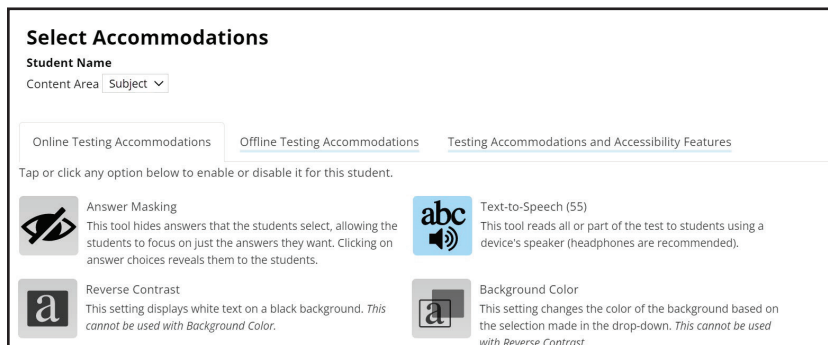 Select Accommodations
Student Name
Content Area Subject
Online Testing Accommodations Offline Testing Accommodations Testing Accommodations and Accessibility Features
Tap or click any option below to enable or disable it for this student.
Answer Masking
This tool hides answers that the students select, allowing the
students to focus on just the answers they want. Clicking on
answer choices reveals them to the students.
abc
Text-to-Speech (55)
This tool reads all or part of the test to students using a
device's speaker (headphones are recommended).
a
Reverse Contrast
This setting displays white text on a black background. This
cannot be used with Background Color.
a
Background Color
This setting changes the color of the background based on
the selection made in the drop-down. This cannot be used
with Reverse Contrast.